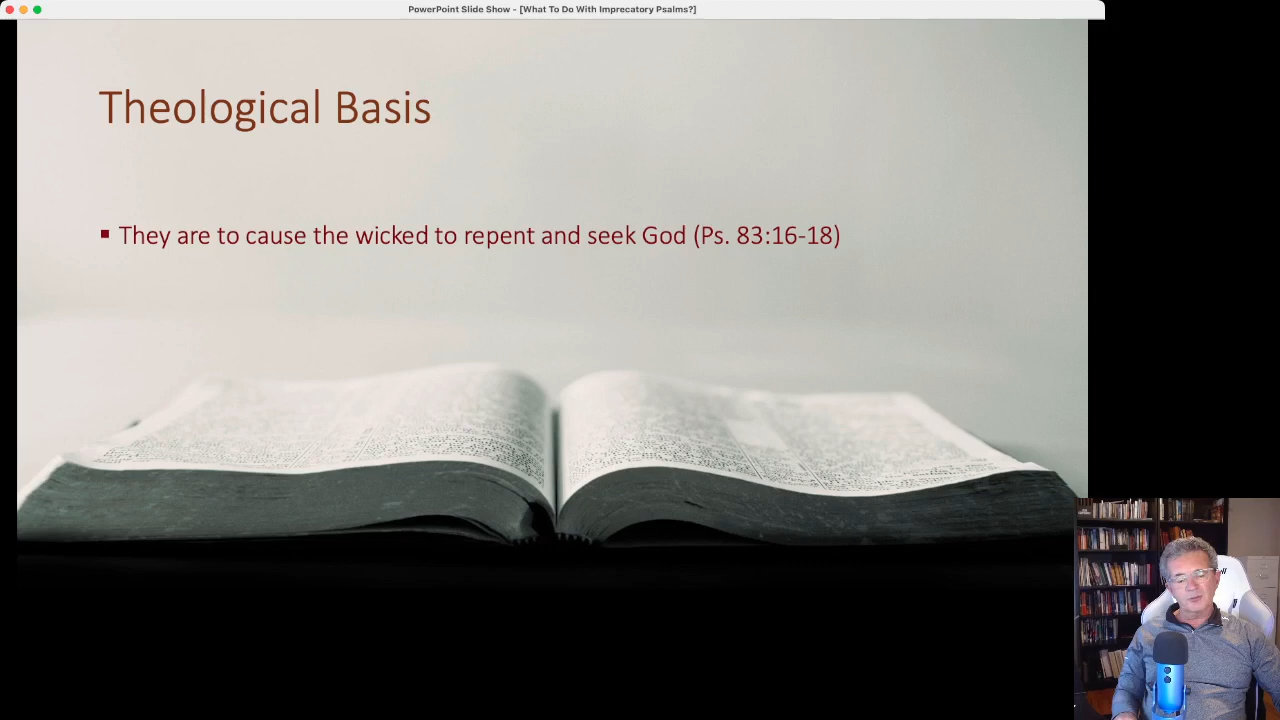 PowerPoint Slide Show - [What To Do With Imprecatory Psalms?]
Theological Basis
▪ They are to cause the wicked to repent and seek God (Ps. 83:16-18)